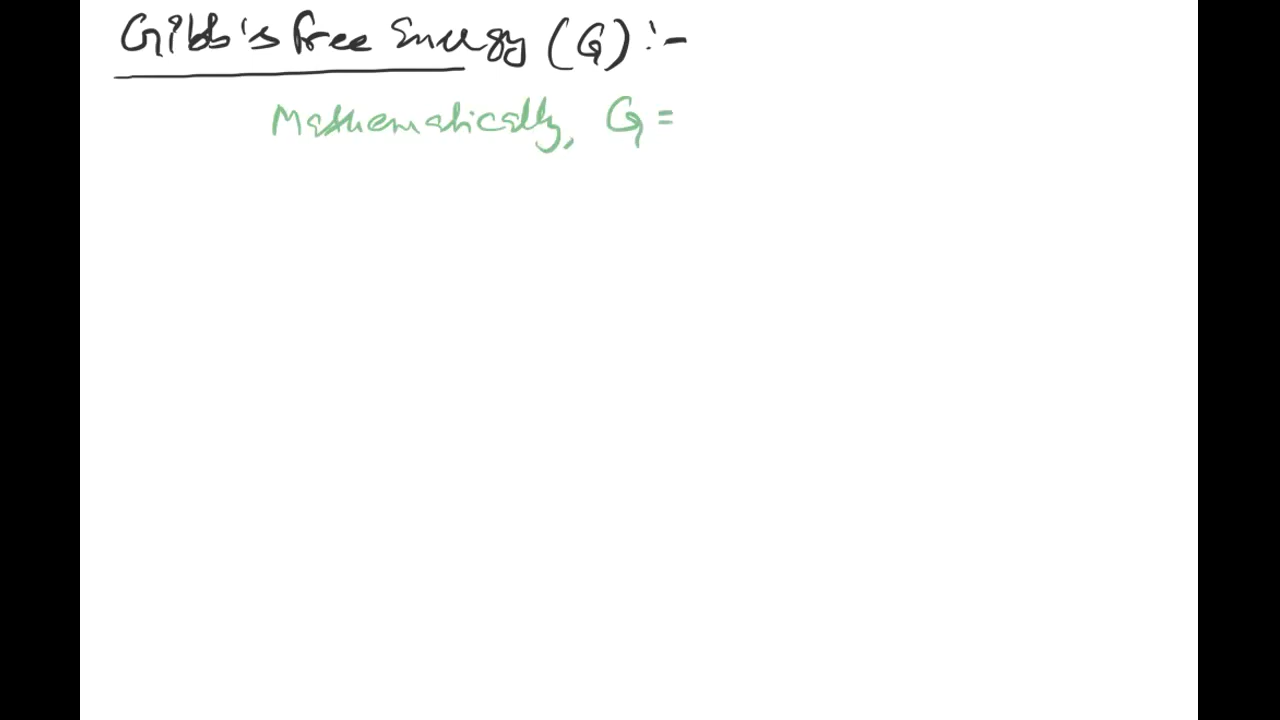 Gibb's free Energy (G) :-
Mathematically, G =